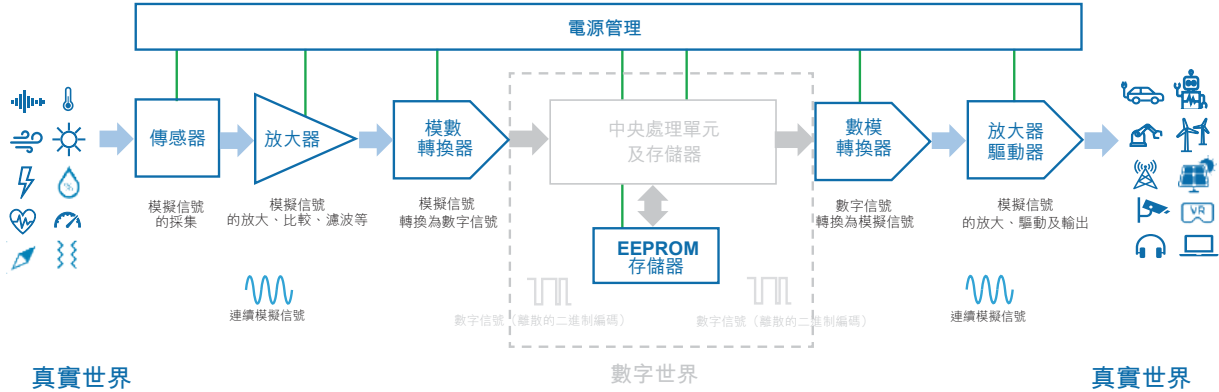 電源管理
傳感器
放大器
模數
轉換器
中央處理單元
及存儲器
數模
轉換器
放大器
驅動器
%
模擬信號
的採集
模擬信號
的放大、比較、濾波等
模擬信號
轉換為數字信號
數字信號
轉換為模擬信號
模擬信號
的放大、驅動及輸出
VR
EEPROM
存儲器
連續模擬信號
數字信號（離散的二進制編碼）
數字信號（離散的二進制編碼）
連續模擬信號
真實世界
數字世界
真實世界